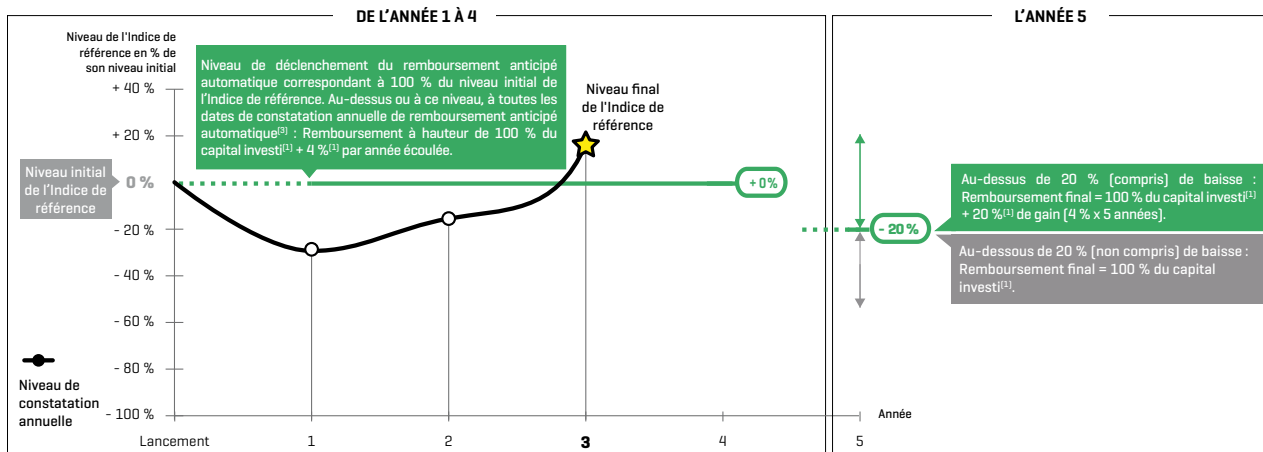 DE L'ANNÉE 1 À 4
Niveau de l'Indice de
référence en % de
son niveau initial
+ 40 %
+ 20 %
0 %
- 20 %
- 40 %
- 60 %
- 80 %
- 100 %
Niveau initial
de l'Indice de
référence
Niveau de déclenchement du remboursement anticipé
automatique correspondant à 100 % du niveau initial de
l'Indice de référence. Au-dessus ou à ce niveau, à toutes les
dates de constatation annuelle de remboursement anticipé
automatique[3] : Remboursement à hauteur de 100 % du
capital investi[1] + 4 %[1] par année écoulée.
Niveau final
de l'Indice de
référence
+ 0 %
Niveau de
constatation
annuelle
Lancement
1
2
3
4
L'ANNÉE 5
- 20 %
Au-dessus de 20 % (compris) de baisse :
Remboursement final = 100 % du capital investi[1]
+ 20 %[1] de gain (4 % x 5 années).
Au-dessous de 20 % (non compris) de baisse :
Remboursement final = 100 % du capital
investi[1].
Année
5